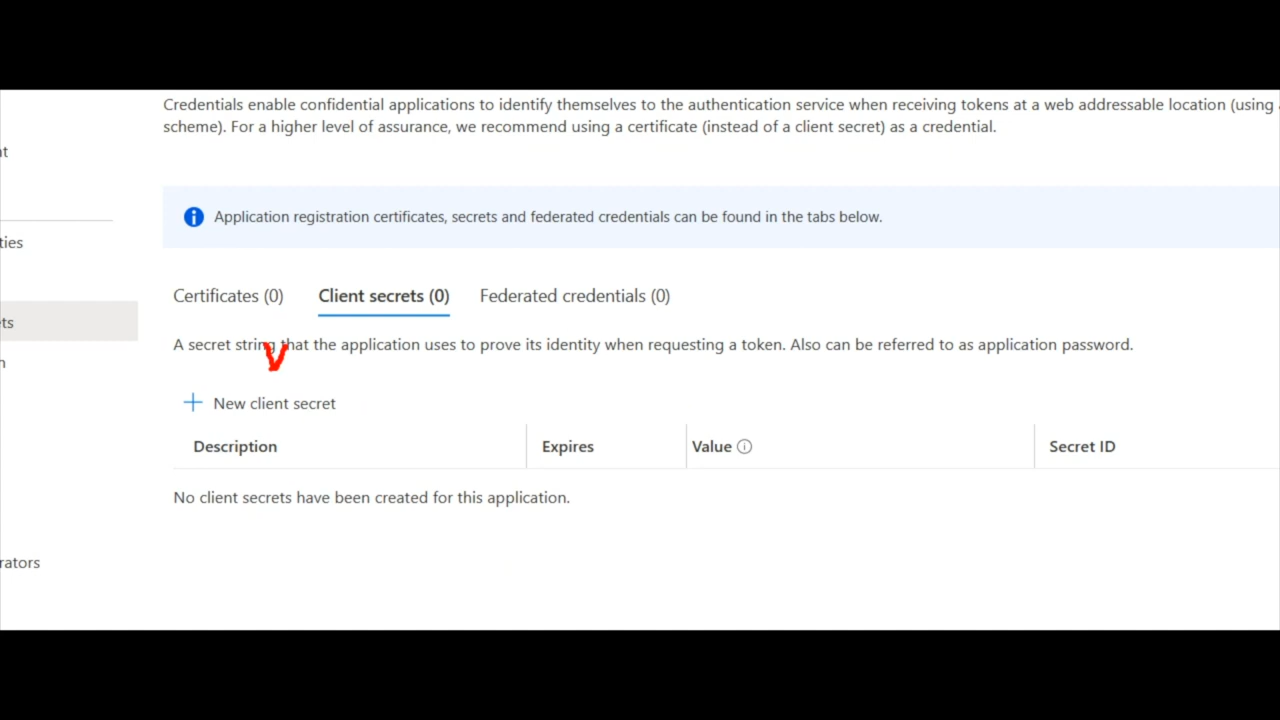 Credentials enable confidential applications to identify themselves to the authentication service when receiving tokens at a web addressable location (using
scheme). For a higher level of assurance, we recommend using a certificate (instead of a client secret) as a credential.
Application registration certificates, secrets and federated credentials can be found in the tabs below.
Certificates (0) Client secrets (0) Federated credentials (0)
A secret string that the application uses to prove its identity when requesting a token. Also can be referred to as application password.
New client secret
Description Expires Value Secret ID
No client secrets have been created for this application.